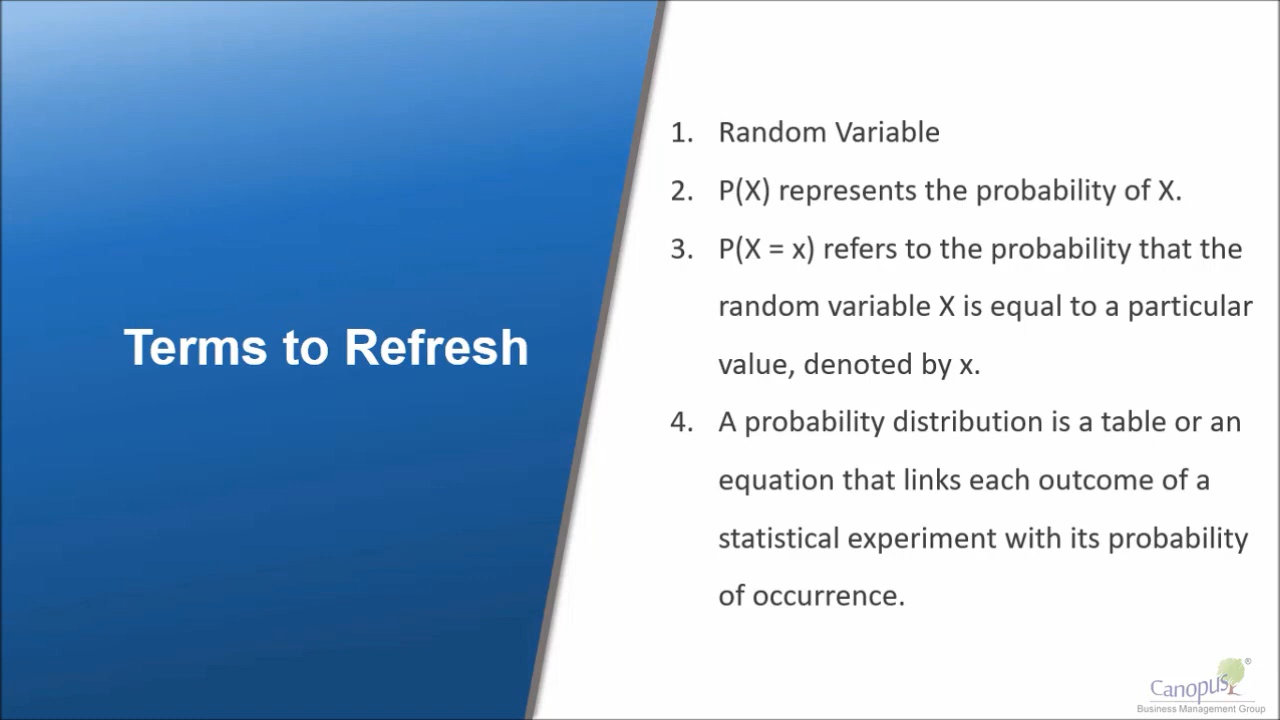 Terms to Refresh
1. Random Variable
2. P(X) represents the probability of X.
3. P(X = x) refers to the probability that the
random variable X is equal to a particular
value, denoted by x.
4. A probability distribution is a table or an
equation that links each outcome of a
statistical experiment with its probability
of occurrence.
Canopus ®
Business Management Group